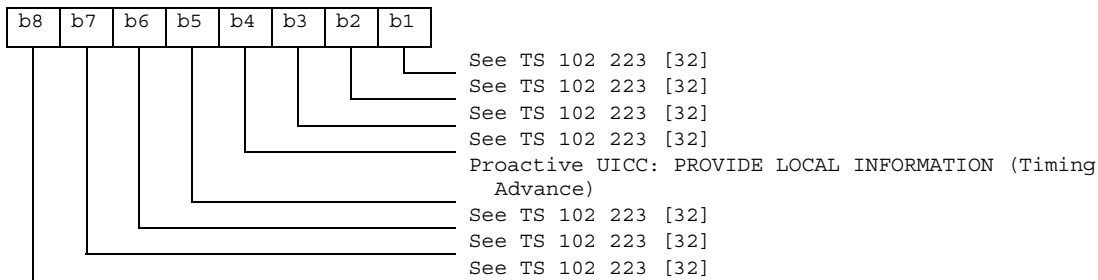 b8 b7 b6 b5 b4 b3 b2 b1
See TS 102 223 [32]
See TS 102 223 [32]
See TS 102 223 [32]
See TS 102 223 [32]
Proactive UICC: PROVIDE LOCAL INFORMATION (Timing
Advance)
See TS 102 223 [32]
See TS 102 223 [32]
See TS 102 223 [32]